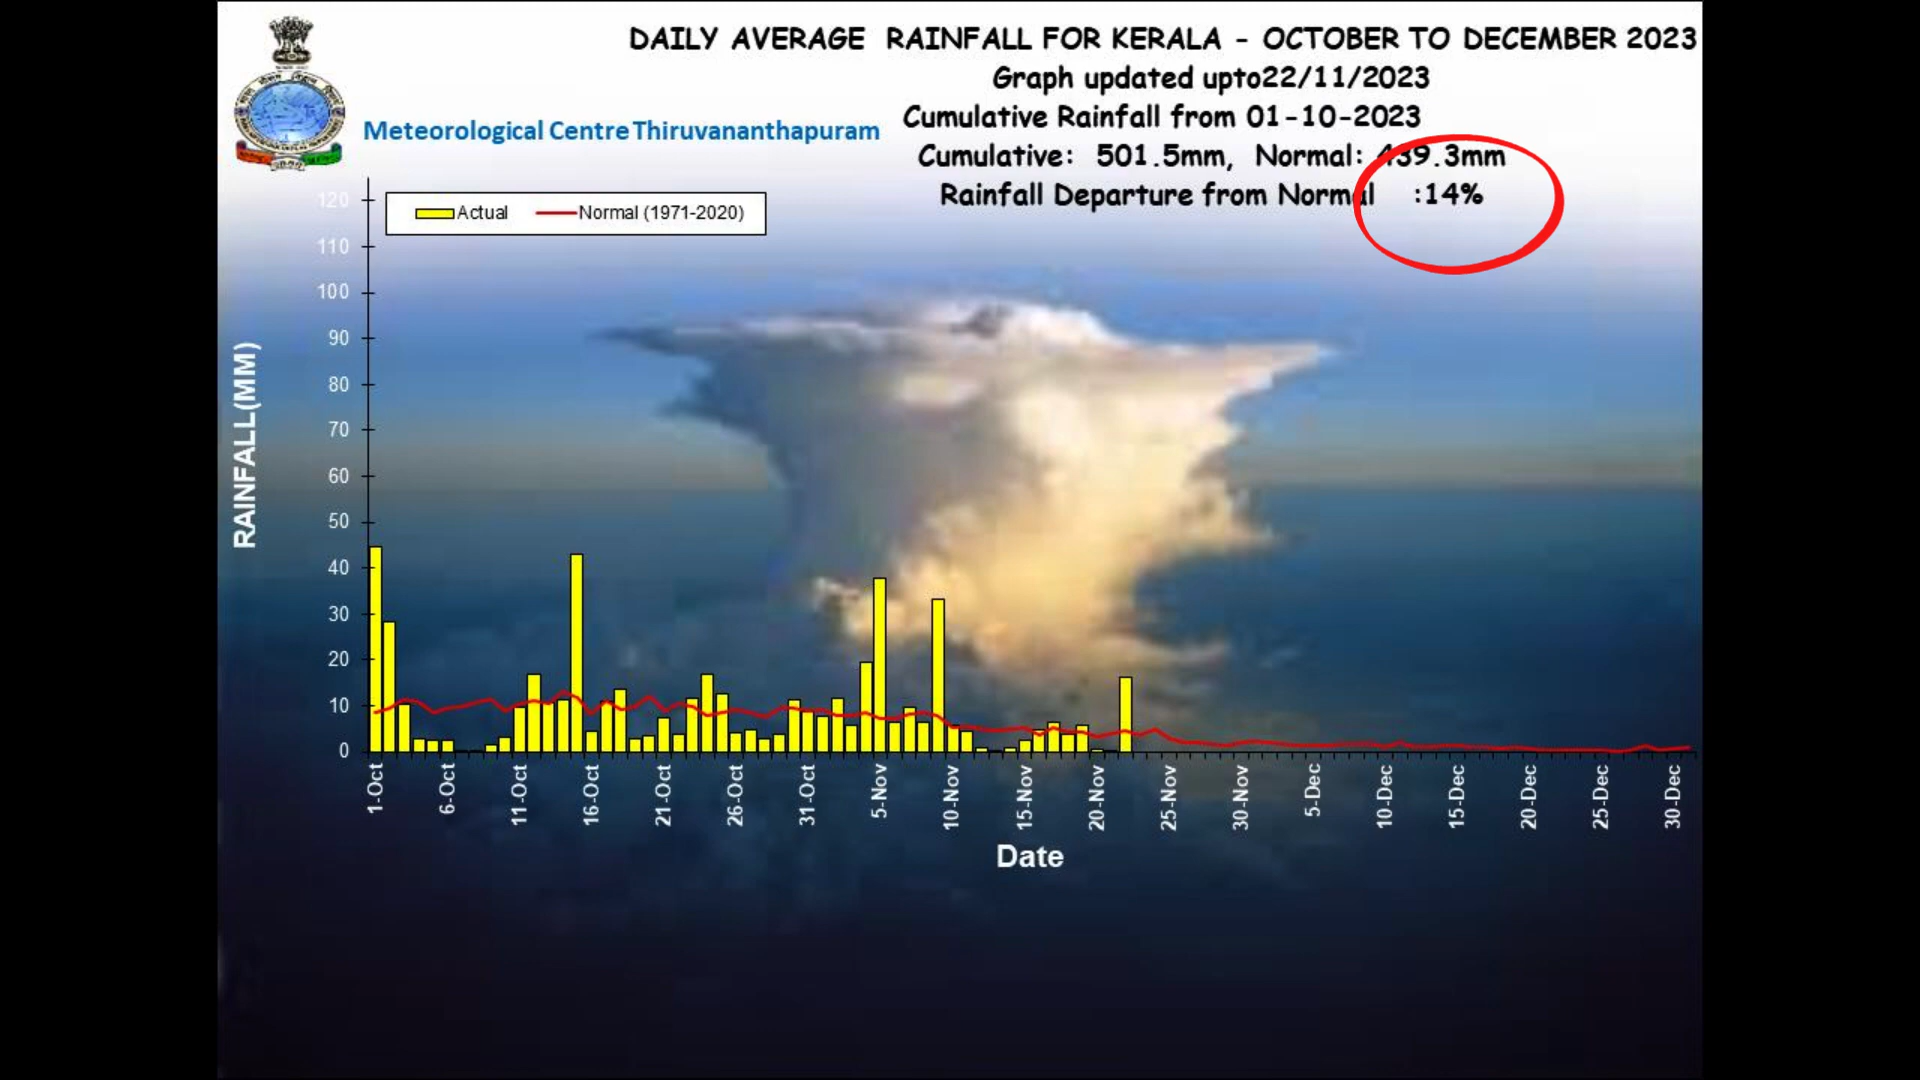 DAILY AVERAGE RAINFALL FOR KERALA - OCTOBER TO DECEMBER 2023
Graph updated upto22/11/2023
Cumulative Rainfall from 01-10-2023
Meteorological Centre Thiruvananthapuram
Cumulative: 501.5mm, Normal: 439.3mm
Rainfall Departure from Normal :14%
Actual Normal (1971-2020)
120
110
100
90
80
70
60
50
40
30
20
10
0
RAINFALL(MM)
1-Oct 6-Oct 11-Oct 16-Oct 21-Oct 26-Oct 31-Oct 5-Nov 10-Nov 15-Nov 20-Nov 25-Nov 30-Nov 5-Dec 10-Dec 15-Dec 20-Dec 25-Dec 30-Dec
Date